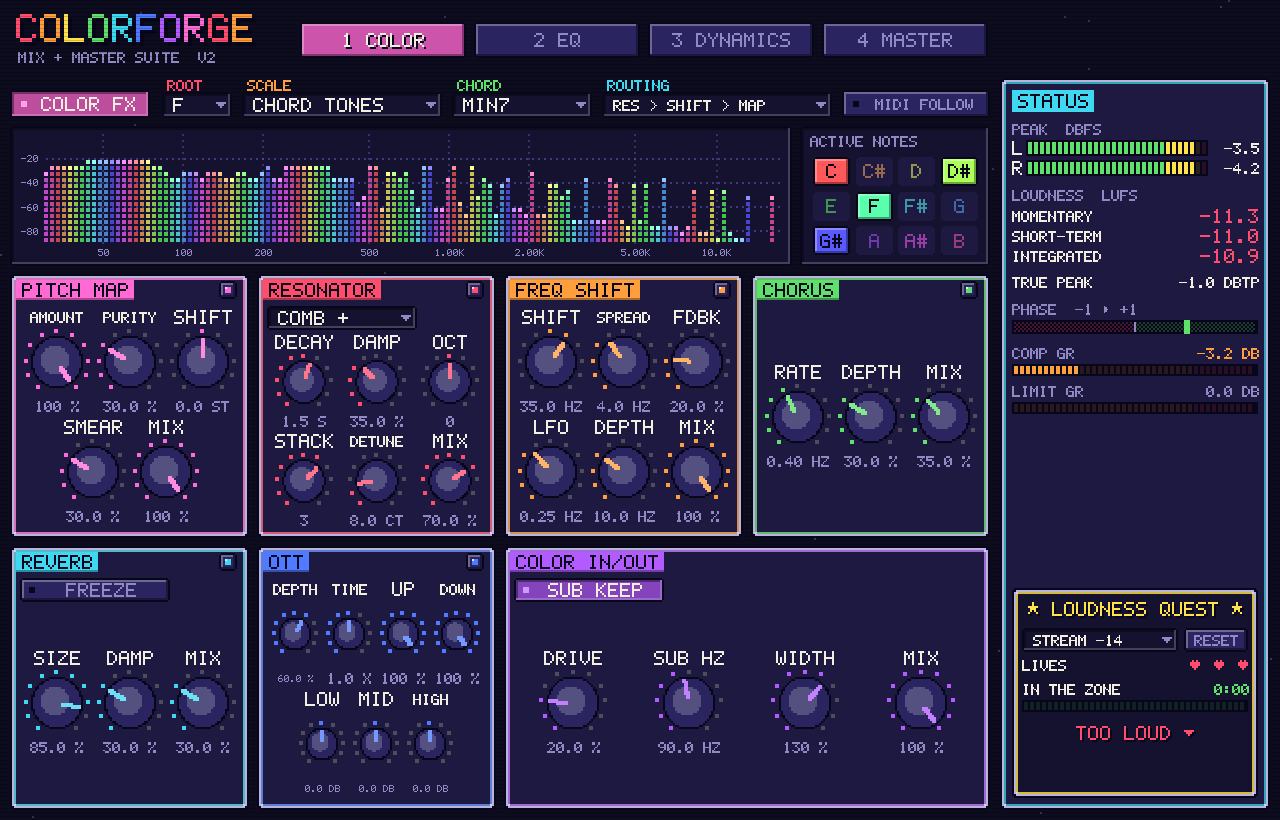 COLORFORGE
MIX + MASTER SUITE V2
1 COLOR
2 EQ
3 DYNAMICS
4 MASTER
COLOR FX
ROOT
F
SCALE
CHORD TONES
CHORD
MIN7
ROUTING
RES > SHIFT > MAP
MIDI FOLLOW
-20
-40
-60
-80
50 100 200 500 1.00K 2.00K 5.00K 10.0K
ACTIVE NOTES
C C# D D#
E F F# G
G# A A# B
STATUS
PEAK DBFS
L -3.5
R -4.2
LOUDNESS LUFS
MOMENTARY -11.3
SHORT-TERM -11.0
INTEGRATED -10.9
TRUE PEAK -1.0 DBTP
PHASE -1 ▸ +1
COMP GR -3.2 DB
LIMIT GR 0.0 DB
PITCH MAP
AMOUNT PURITY SHIFT
100 % 30.0 % 0.0 ST
SMEAR MIX
30.0 % 100 %
RESONATOR
COMB +
DECAY DAMP OCT
1.5 S 35.0 % 0
STACK DETUNE MIX
3 8.0 CT 70.0 %
FREQ SHIFT
SHIFT SPREAD FDBK
35.0 HZ 4.0 HZ 20.0 %
LFO DEPTH MIX
0.25 HZ 10.0 HZ 100 %
CHORUS
RATE DEPTH MIX
0.40 HZ 30.0 % 35.0 %
REVERB
FREEZE
SIZE DAMP MIX
85.0 % 30.0 % 30.0 %
OTT
DEPTH TIME UP DOWN
60.0 % 1.0 X 100 % 100 %
LOW MID HIGH
0.0 DB 0.0 DB 0.0 DB
COLOR IN/OUT
SUB KEEP
DRIVE SUB HZ WIDTH MIX
20.0 % 90.0 HZ 130 % 100 %
★ LOUDNESS QUEST ★
STREAM -14
RESET
LIVES ♥ ♥ ♥
IN THE ZONE 0:00
TOO LOUD ▼